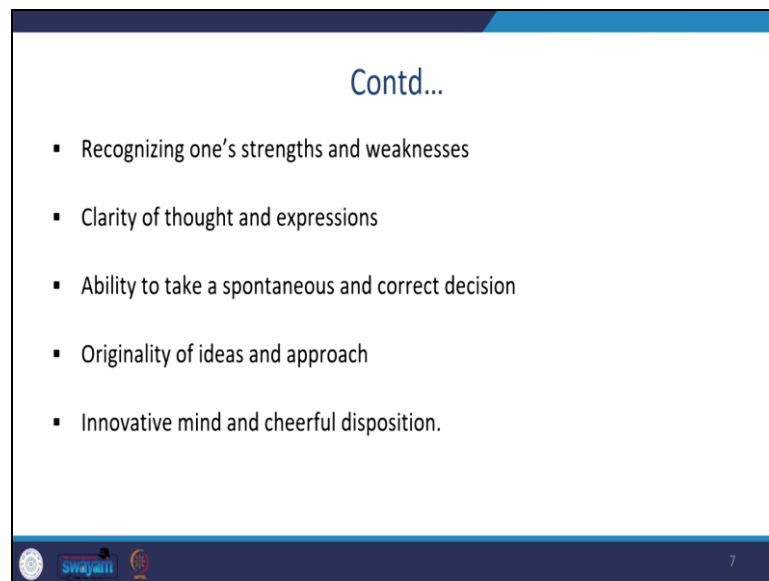 Contd...
▪ Recognizing one's strengths and weaknesses
▪ Clarity of thought and expressions
▪ Ability to take a spontaneous and correct decision
▪ Originality of ideas and approach
▪ Innovative mind and cheerful disposition.
swayam
7